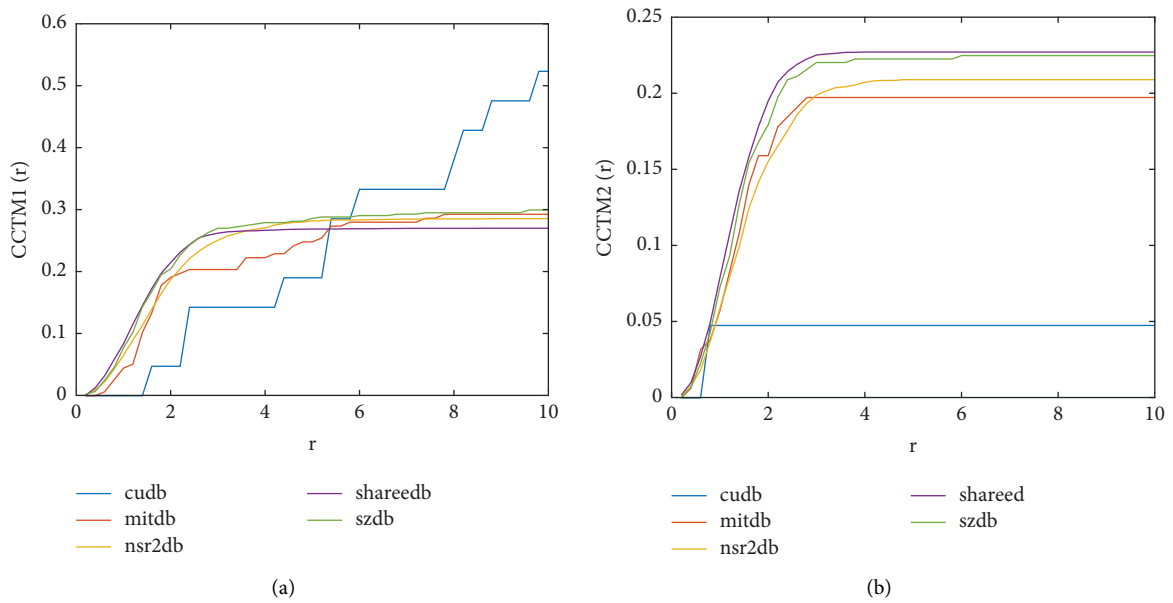 0.6
0.5
0.4
0.3
0.2
0.1
0
CCTM1 (r)
0 2 4 6 8 10
r
cudb
mitdb
nsr2db
shareedb
szdb
(a)
0.25
0.2
0.15
0.1
0.05
0
CCTM2 (r)
0 2 4 6 8 10
r
cudb
mitdb
nsr2db
shareed
szdb
(b)